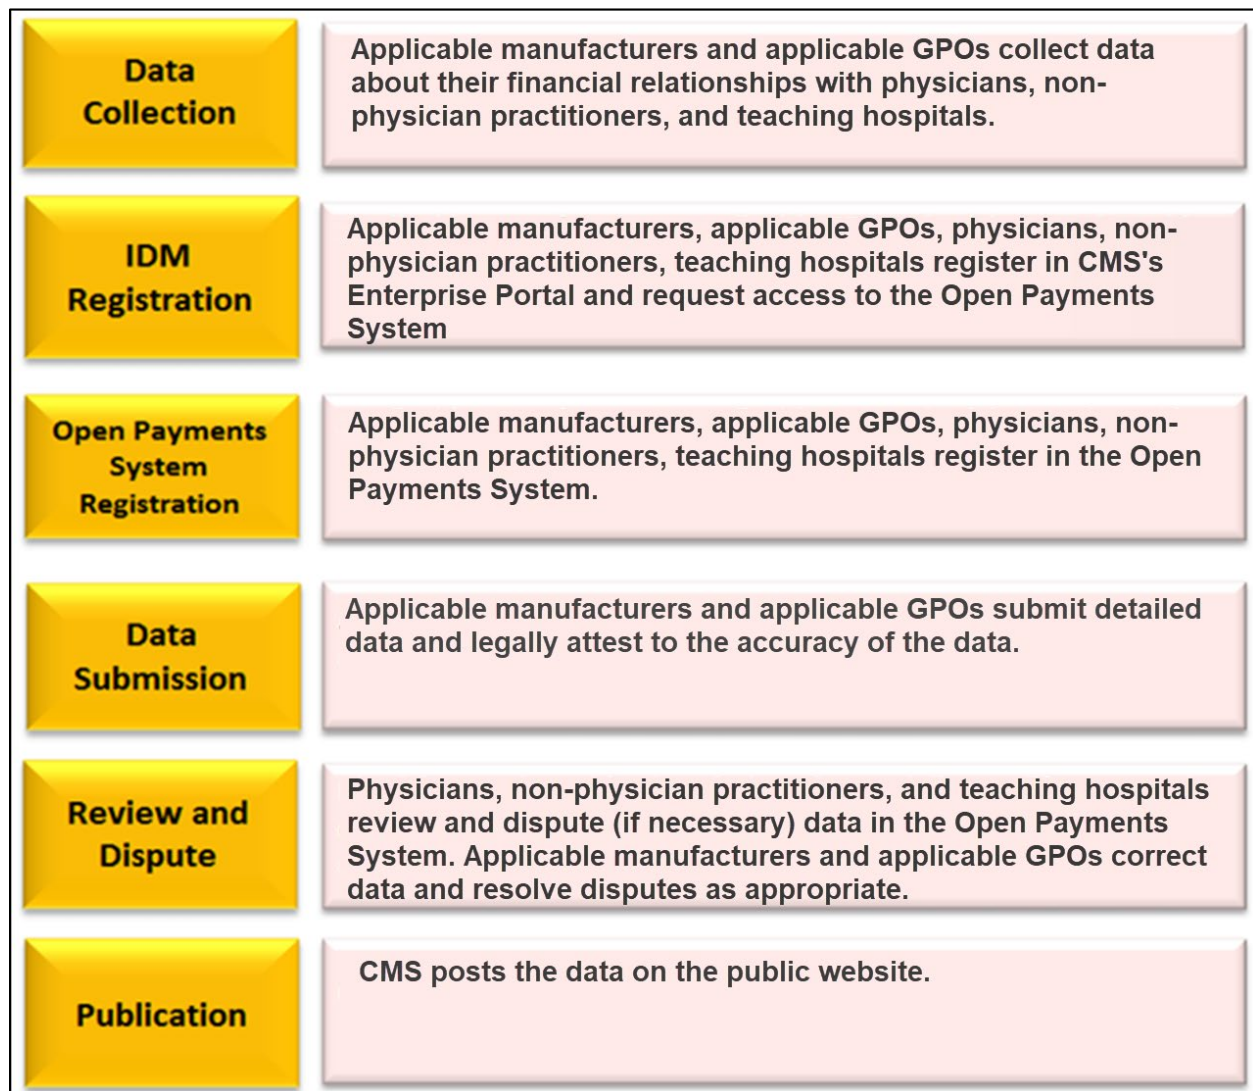 Data
Collection
Applicable manufacturers and applicable GPOs collect data
about their financial relationships with physicians, non-
physician practitioners, and teaching hospitals.
IDM
Registration
Applicable manufacturers, applicable GPOs, physicians, non-
physician practitioners, teaching hospitals register in CMS's
Enterprise Portal and request access to the Open Payments
System
Open Payments
System
Registration
Applicable manufacturers, applicable GPOs, physicians, non-
physician practitioners, teaching hospitals register in the Open
Payments System.
Data
Submission
Applicable manufacturers and applicable GPOs submit detailed
data and legally attest to the accuracy of the data.
Review and
Dispute
Physicians, non-physician practitioners, and teaching hospitals
review and dispute (if necessary) data in the Open Payments
System. Applicable manufacturers and applicable GPOs correct
data and resolve disputes as appropriate.
Publication
CMS posts the data on the public website.